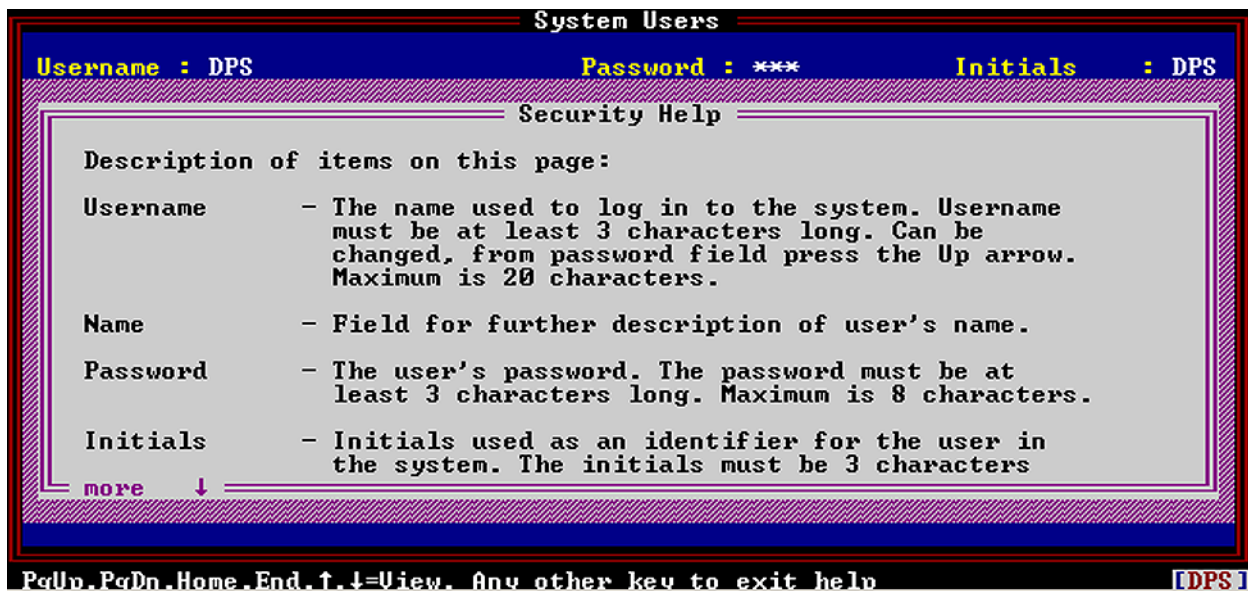 System Users
Username : DPS Password : *** Initials : DPS
Security Help
Description of items on this page:
Username – The name used to log in to the system. Username
must be at least 3 characters long. Can be
changed, from password field press the Up arrow.
Maximum is 20 characters.
Name – Field for further description of user's name.
Password – The user's password. The password must be at
least 3 characters long. Maximum is 8 characters.
Initials – Initials used as an identifier for the user in
the system. The initials must be 3 characters
more ↓
PgUp,PgDn,Home,End,↑,↓=View. Any other key to exit help [DPS]